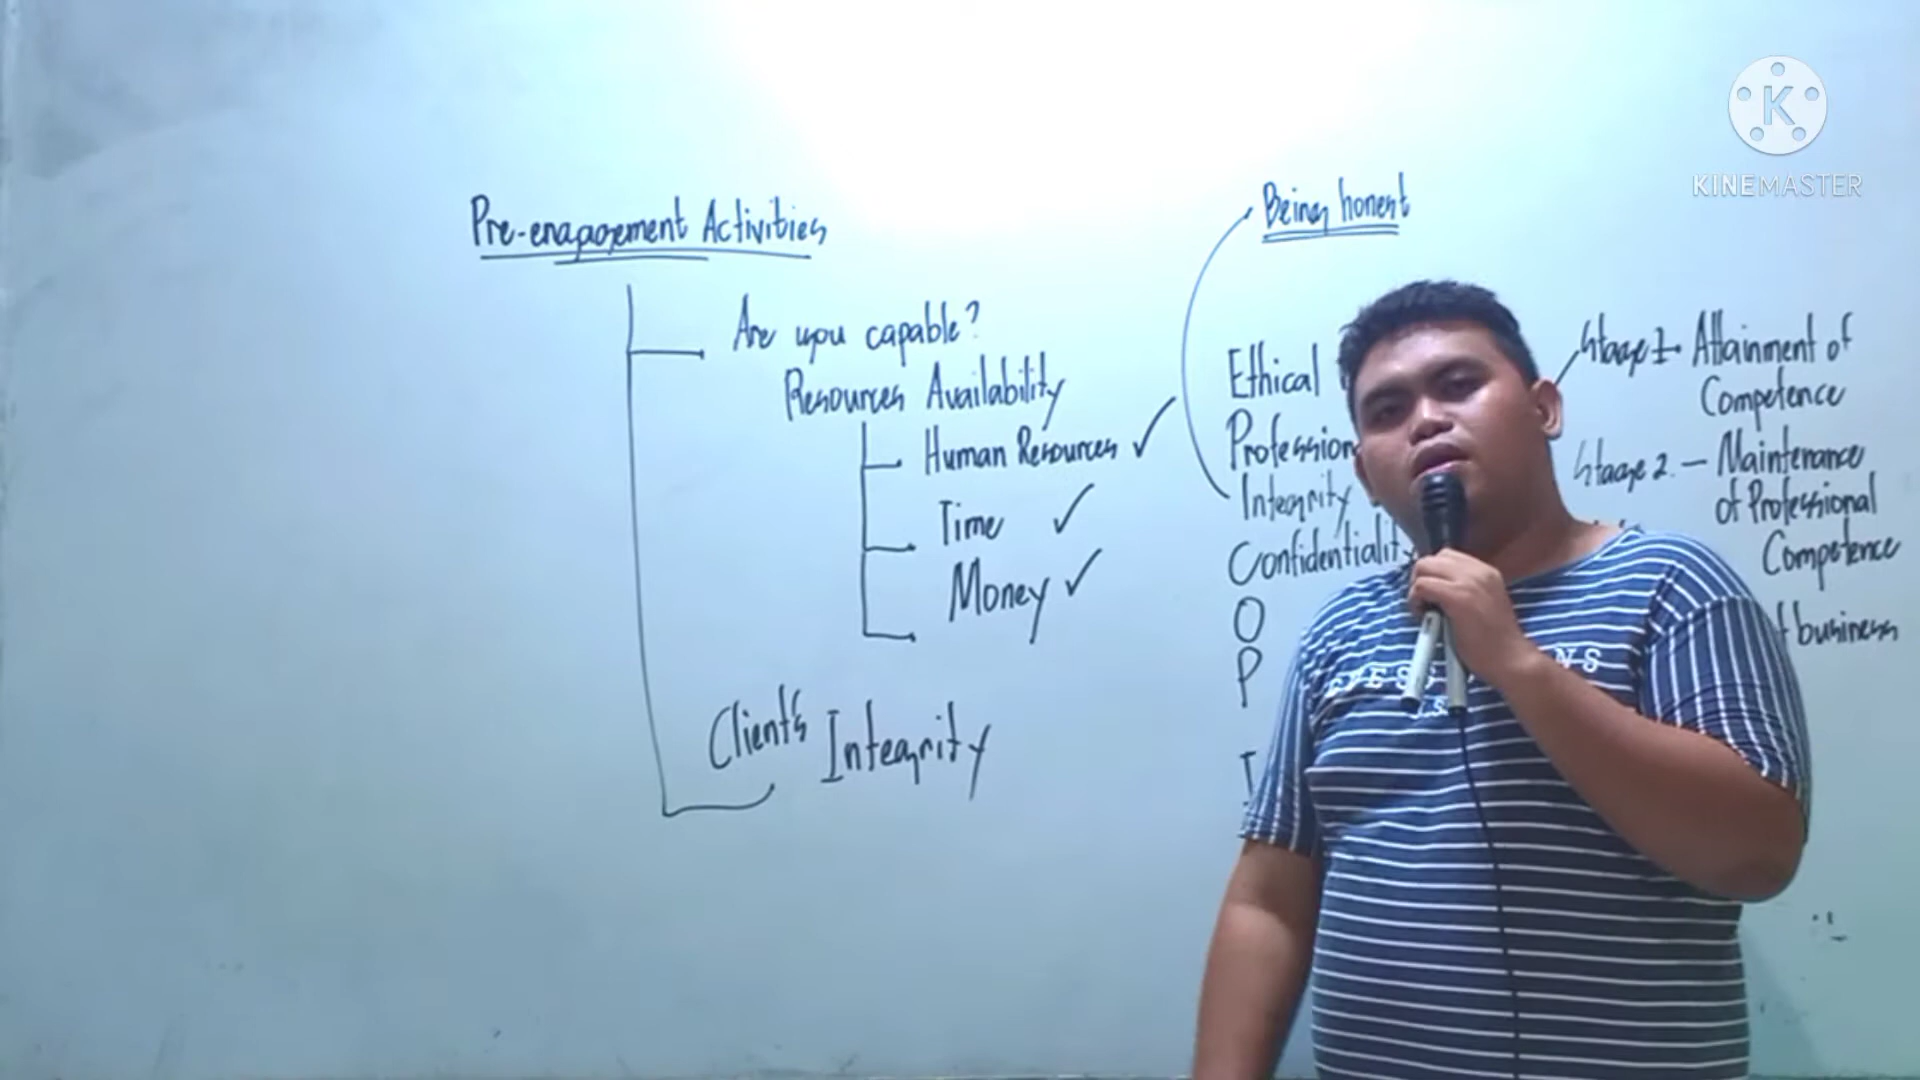 Pre-engagement Activities
Are you capable?
Resources Availability
Human Resources ✓
Time ✓
Money ✓
Client's Integrity
Being honest
Ethical
Profession
Integrity
Confidentiality
O
P
I
Stage 1. Attainment of
Competence
Stage 2. — Maintenance
of Professional
Competence
business
K
KINEMASTER